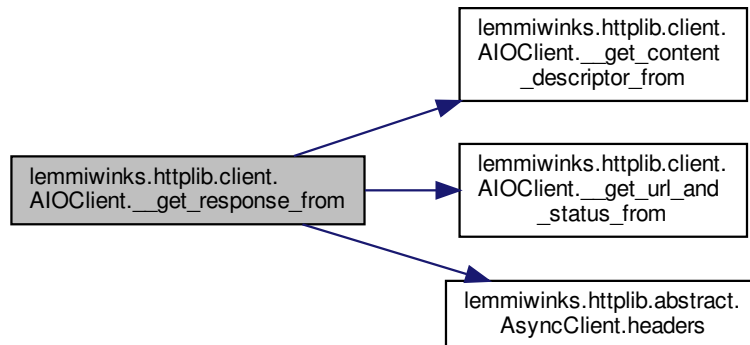 lemmiwinks.httplib.client.
AIOClient.__get_response_from
lemmiwinks.httplib.client.
AIOClient.__get_content
_descriptor_from
lemmiwinks.httplib.client.
AIOClient.__get_url_and
_status_from
lemmiwinks.httplib.abstract.
AsyncClient.headers